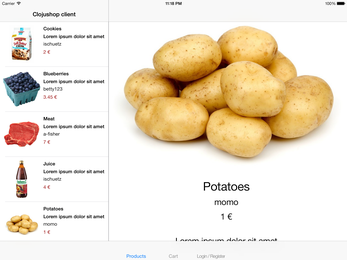 Carrier
11:18 PM
100%
Clojushop client
Cookies
Lorem ipsum dolor sit amet
ischuetz
2 €
Blueberries
Lorem ipsum dolor sit amet
betty123
3.45 €
Meat
Lorem ipsum dolor sit amet
a-fisher
7 €
Juice
Lorem ipsum dolor sit amet
ischuetz
4 €
Potatoes
Lorem ipsum dolor sit amet
momo
1 €
Potatoes
momo
1 €
Lorem ipsum dolor sit amet
Products
Cart
Login / Register